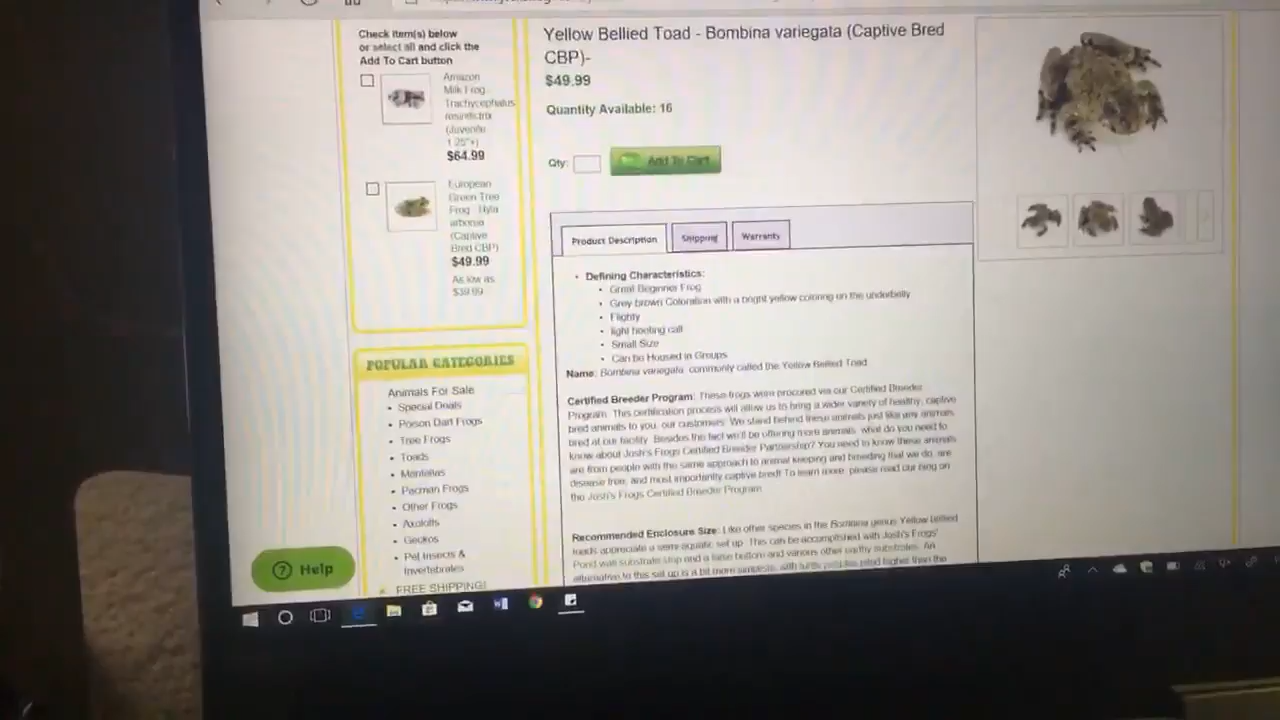 Check item(s) below
or select all and click the
Add To Cart button
Amazon
Milk Frog
Trachycephalus
resinifictrix
(Juvenile
1.25"+)
$64.99
European
Green Tree
Frog - Hyla
arborea
(Captive
Bred CBP)
$49.99
As low as
$39.99
POPULAR CATEGORIES
Animals For Sale
Special Deals
Poison Dart Frogs
Tree Frogs
Toads
Mantellas
Pacman Frogs
Other Frogs
Axolotls
Geckos
Pet Insects &
Invertebrates
FREE SHIPPING!
? Help
Yellow Bellied Toad - Bombina variegata (Captive Bred
CBP)-
$49.99
Quantity Available: 16
Qty:
Add To Cart
Product Description
Shipping
Warranty
• Defining Characteristics:
• Great Beginner Frog
• Grey brown Coloration with a bright yellow coloring on the underbelly
• Flighty
• light hooting call
• Small Size
• Can be Housed in Groups
Name: Bombina variegata, commonly called the Yellow Bellied Toad
Certified Breeder Program: These frogs were procured via our Certified Breeder
Program. This certification process will allow us to bring a wider variety of healthy, captive
bred animals to you, our customers. We stand behind these animals just like any animals
bred at our facility. Besides the fact we'll be offering more animals, what do you need to
know about Josh's Frogs Certified Breeder Partnership? You need to know these animals
are from people with the same approach to animal keeping and breeding that we do, are
disease free, and most importantly captive bred! To learn more, please read our blog on
the Josh's Frogs Certified Breeder Program
Recommended Enclosure Size: Like other species in the Bombina genus Yellow bellied
toads appreciate a semi aquatic set up. This can be accomplished with Josh's Frogs'
Pond wall substrate stop and a false bottom and various other earthy substrates. An
alternative to this set up is a bit more simplistic, with higher than the